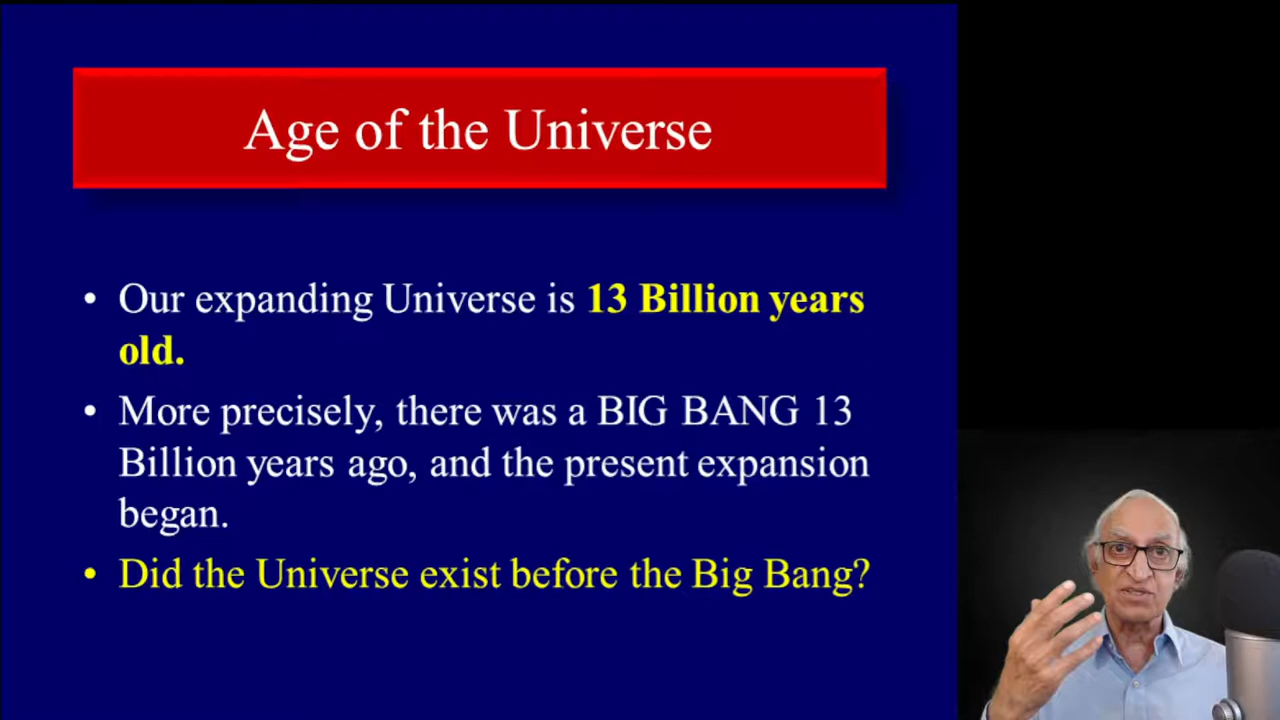 Age of the Universe
• Our expanding Universe is 13 Billion years
old.
• More precisely, there was a BIG BANG 13
Billion years ago, and the present expansion
began.
• Did the Universe exist before the Big Bang?